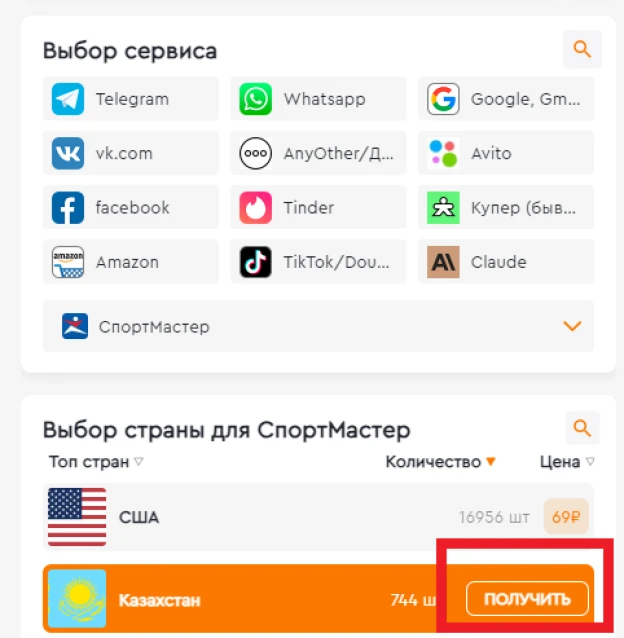 Выбор сервиса
Telegram Whatsapp Google, Gm...
vk.com AnyOther/Д... Avito
facebook Tinder Купер (быв...
amazon Amazon TikTok/Dou... Claude
СпортМастер
Выбор страны для СпортМастер
Топ стран Количество Цена
США 16956 шт 69₽
Казахстан 744 ш ПОЛУЧИТЬ